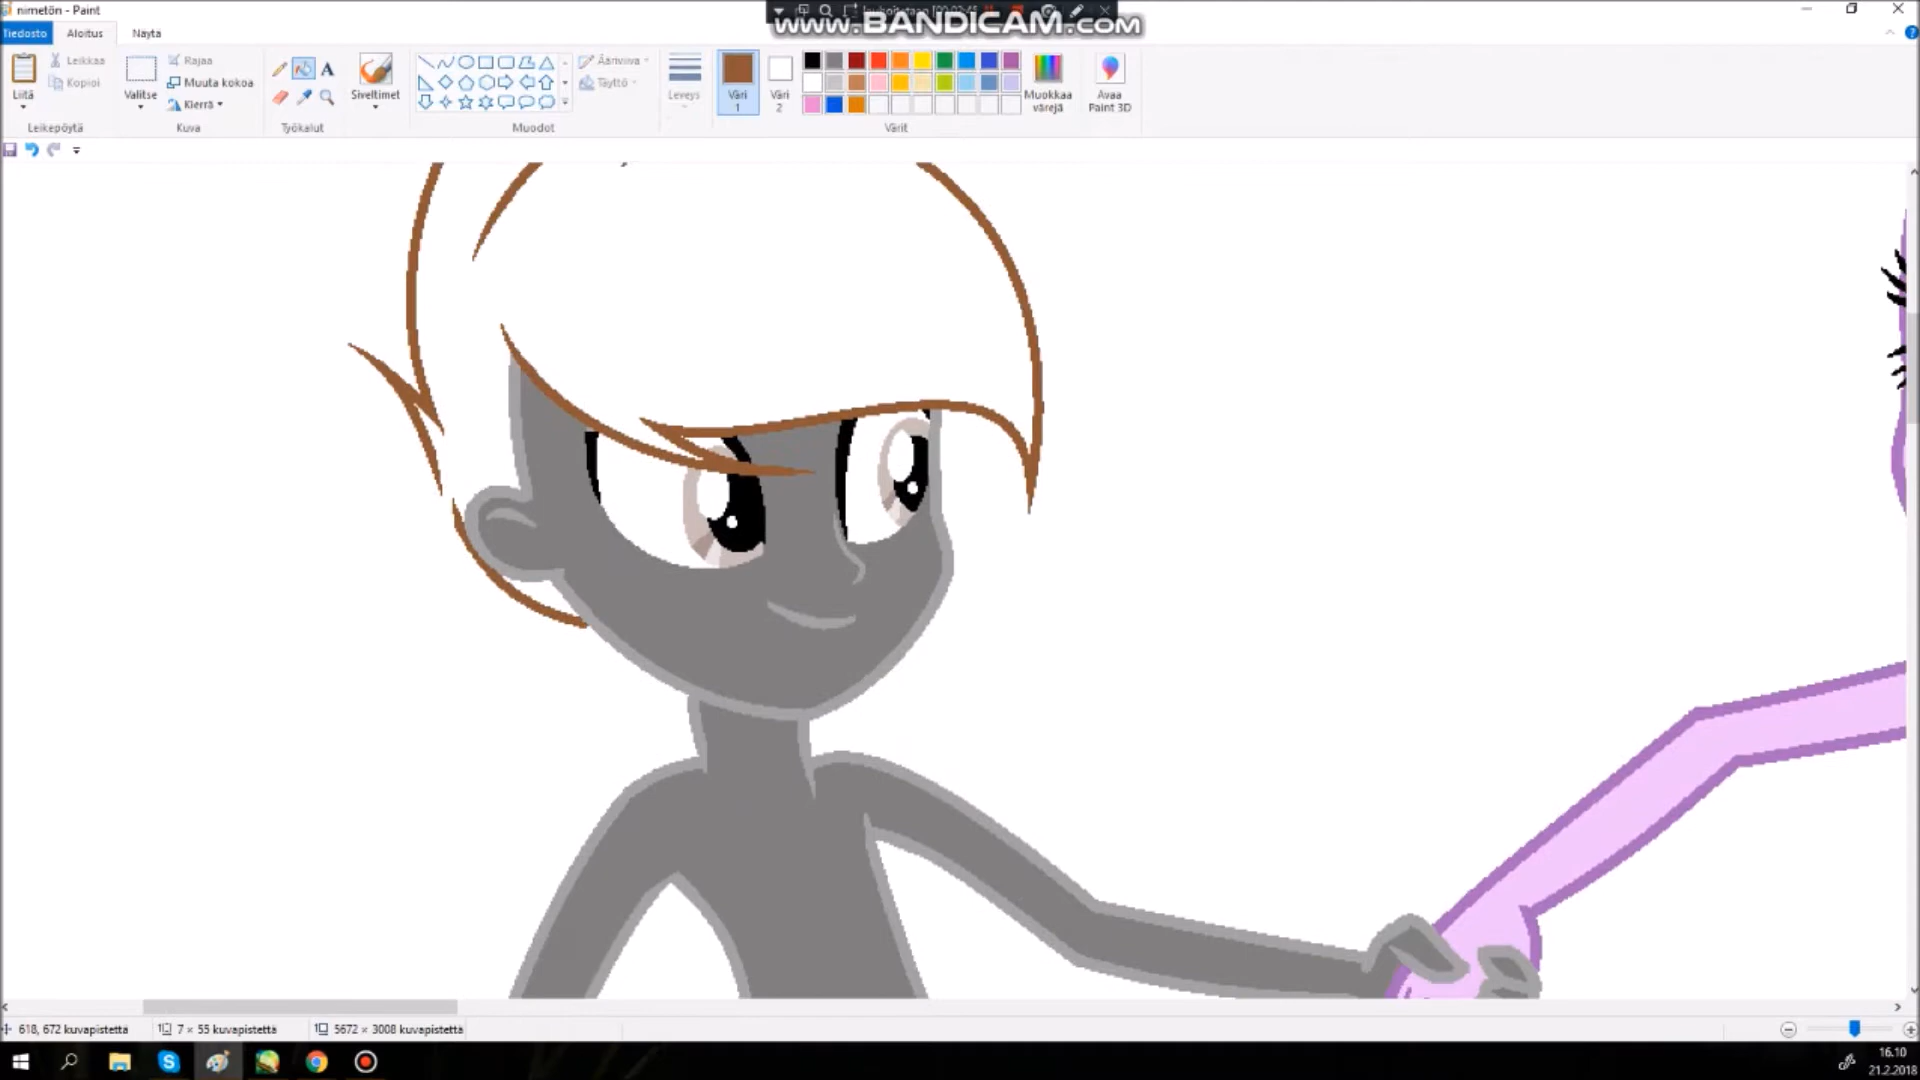 nimetön - Paint
www.BANDICAM.com
Tiedosto Aloitus Näytä
Liitä
Leikkaa
Kopioi
Leikepöytä
Valitse
Rajaa
Muuta kokoa
Kierrä
Kuva
Työkalut
Siveltimet
Muodot
Ääriviiva
Täyttö
Leveys
Väri 1
Väri 2
Värit
Muokkaa värejä
Avaa Paint 3D
618, 672 kuvapistettä 7 × 55 kuvapistettä 5672 × 3008 kuvapistettä
16.10
21.2.2018